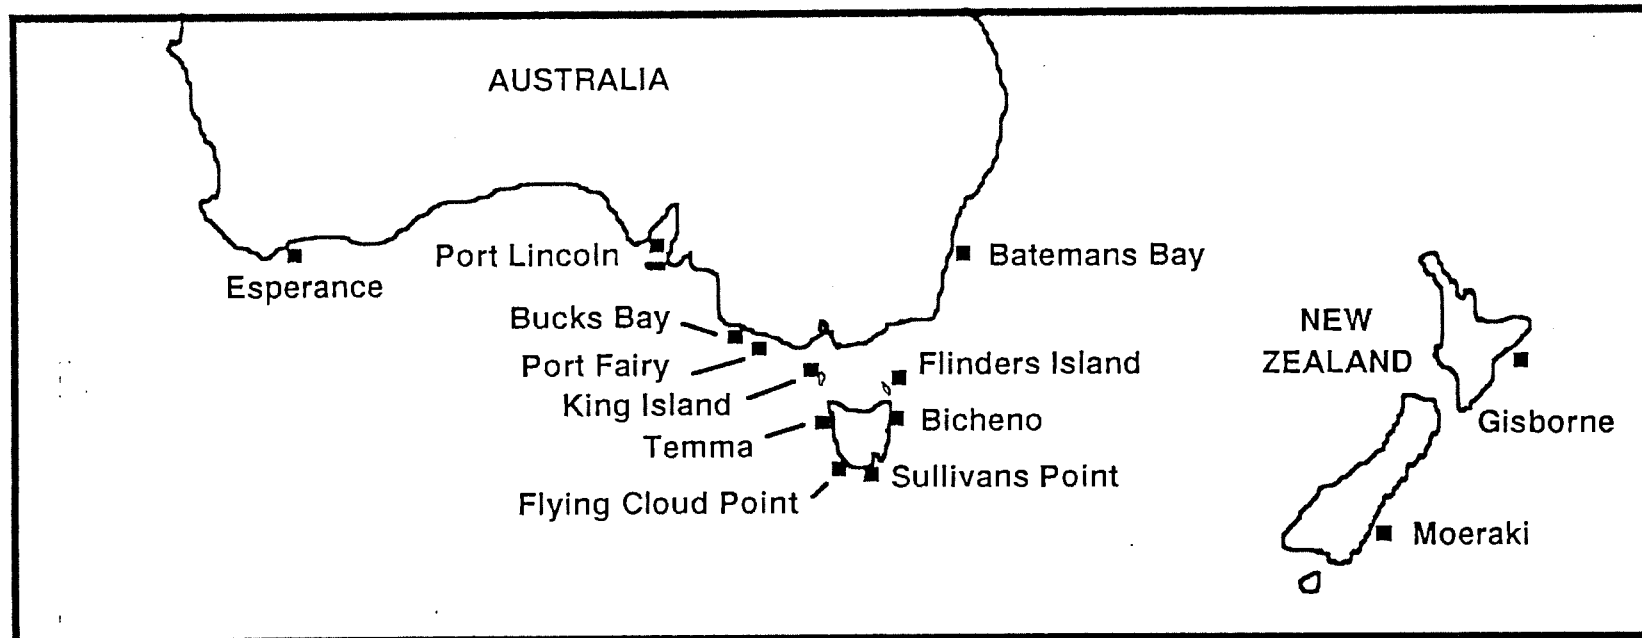 AUSTRALIA
Port Lincoln
Batemans Bay
Esperance
Bucks Bay
NEW
ZEALAND
Port Fairy
Flinders Island
King Island
Bicheno
Gisborne
Temma
Sullivans Point
Flying Cloud Point
Moeraki